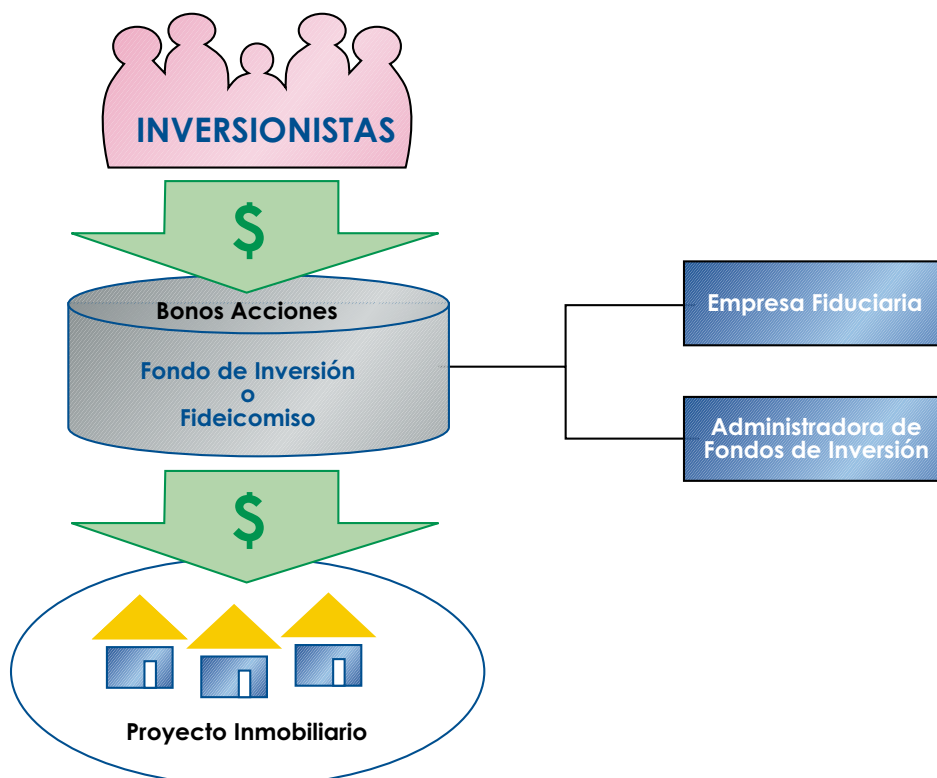 INVERSIONISTAS
$
Bonos Acciones
Fondo de Inversión
o
Fideicomiso
Empresa Fiduciaria
Administradora de
Fondos de Inversión
$
Proyecto Inmobiliario